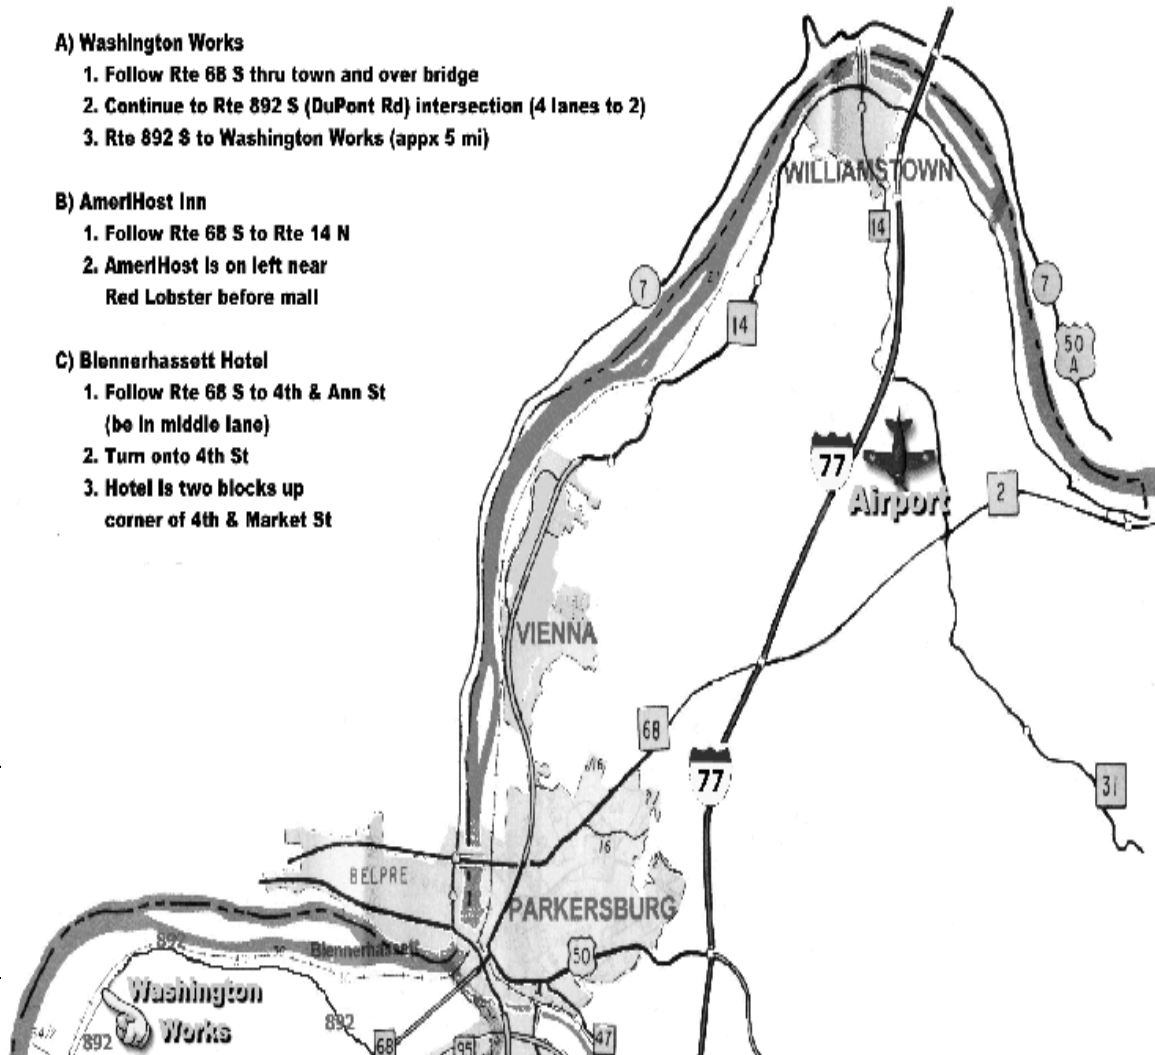 A) Washington Works
1. Follow Rte 68 S thru town and over bridge
2. Continue to Rte 892 S (DuPont Rd) intersection (4 lanes to 2)
3. Rte 892 S to Washington Works (appx 5 mi)
B) AmeriHost Inn
1. Follow Rte 68 S to Rte 14 N
2. AmeriHost is on left near
Red Lobster before mall
C) Blennerhassett Hotel
1. Follow Rte 68 S to 4th & Ann St
(be in middle lane)
2. Turn onto 4th St
3. Hotel is two blocks up
corner of 4th & Market St
WILLIAMSTOWN
14
7
7
14
50
A
77
Airport
2
VIENNA
68
77
31
16
16
BELPRE
PARKERSBURG
50
892
Blennerhassett
Washington
Works
892
892
68
95
47